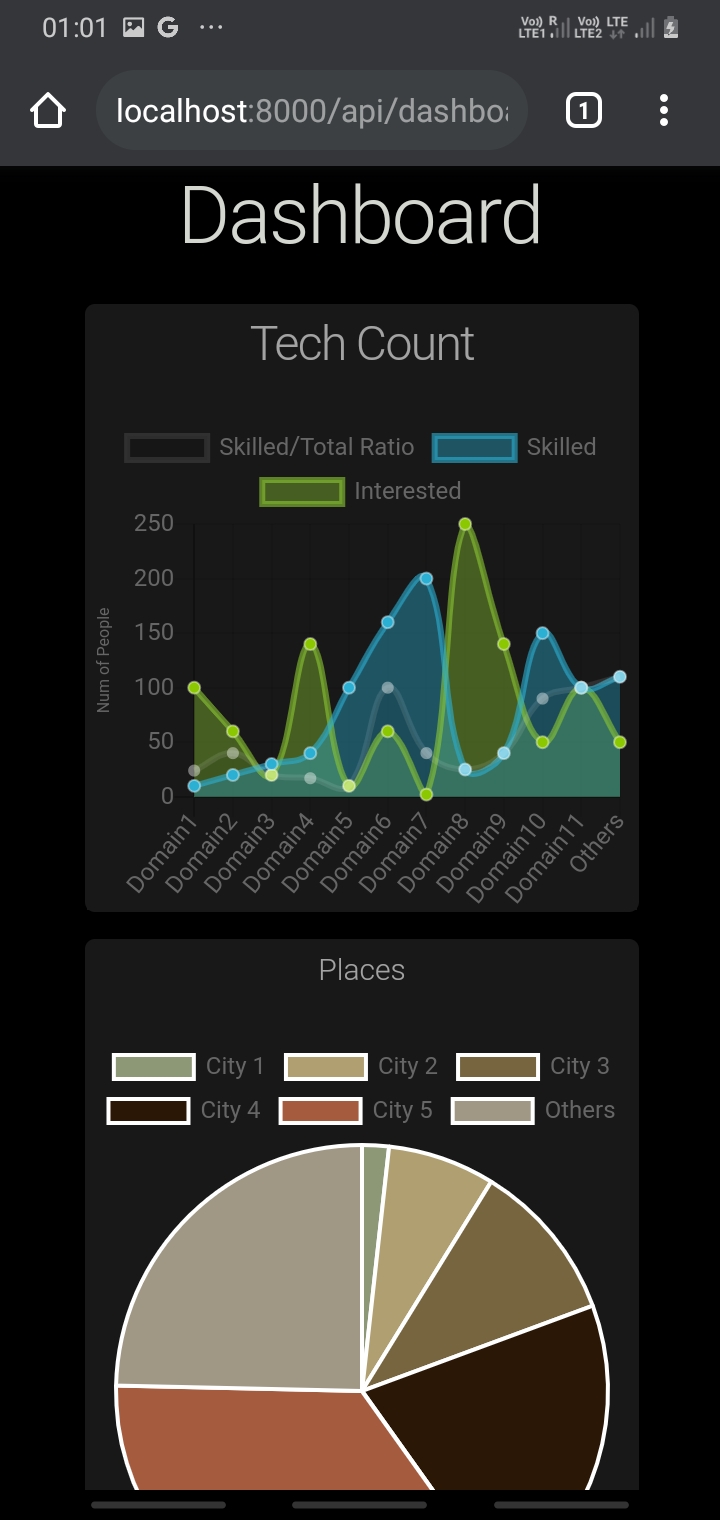 01:01 G ... Vo)) R LTE1 Vo)) LTE LTE2
localhost:8000/api/dashboa
1
Dashboard
Tech Count
Skilled/Total Ratio Skilled
Interested
250
200
150
100
50
0
Num of People
Domain1 Domain2 Domain3 Domain4 Domain5 Domain6 Domain7 Domain8 Domain9 Domain10 Domain11 Others
Places
City 1 City 2 City 3
City 4 City 5 Others